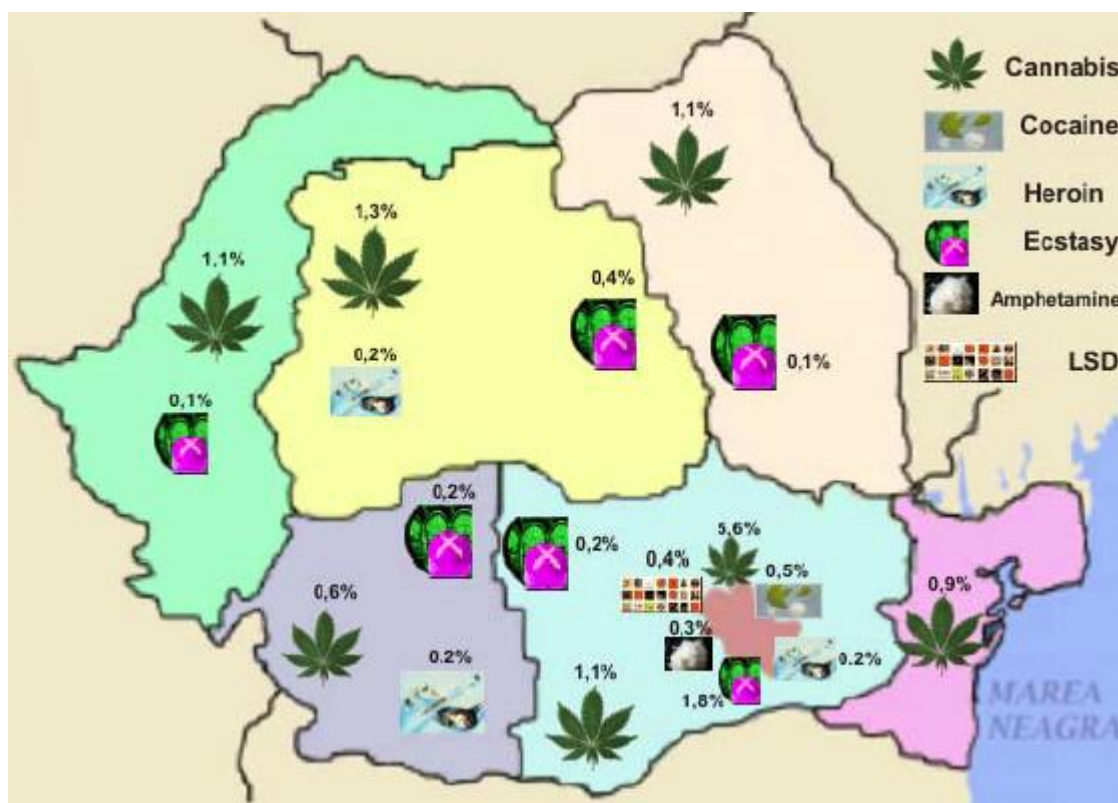 Cannabis
Cocaine
Heroin
Ecstasy
Amphetamine
LSD
1,1%
1,3%
1,1%
0,4%
0,2%
0,1%
0,1%
0,2%
0,2%
5,6%
0,4%
0,5%
0,6%
0,9%
0,3%
0.2%
0.2%
1,1%
1,8%
MAREA
NEAGRA